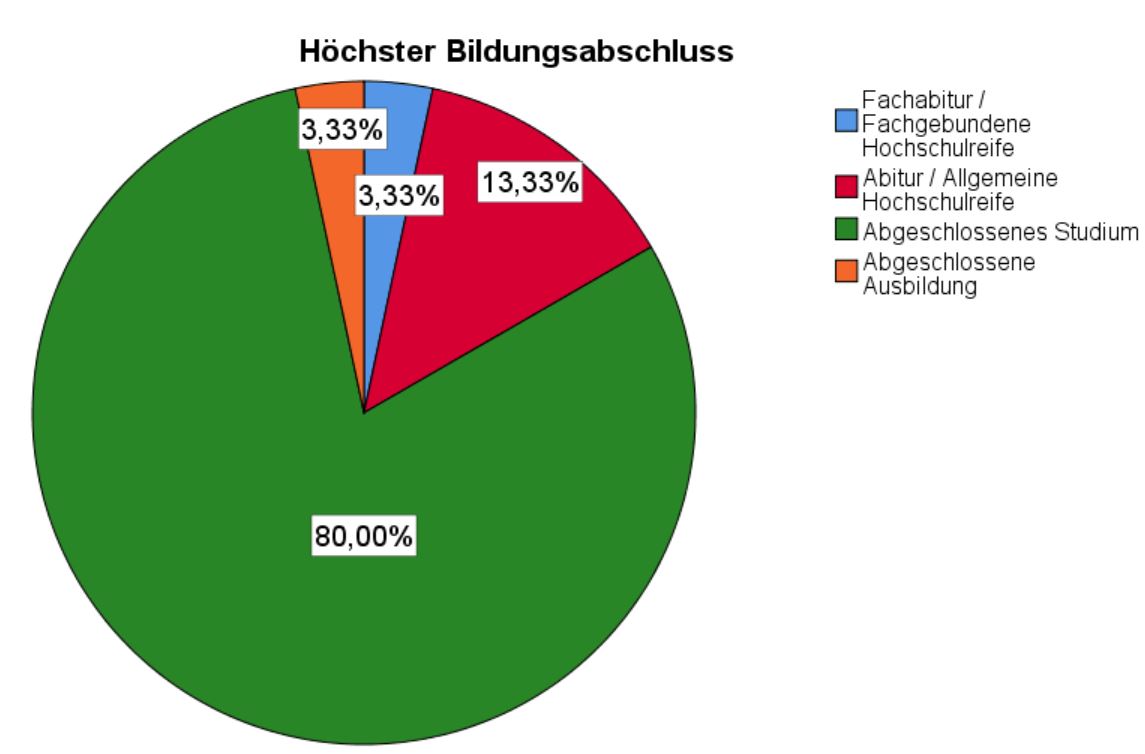 Höchster Bildungsabschluss
3,33%
3,33%
13,33%
80,00%
Fachabitur /
Fachgebundene
Hochschulreife
Abitur / Allgemeine
Hochschulreife
Abgeschlossenes Studium
Abgeschlossene
Ausbildung